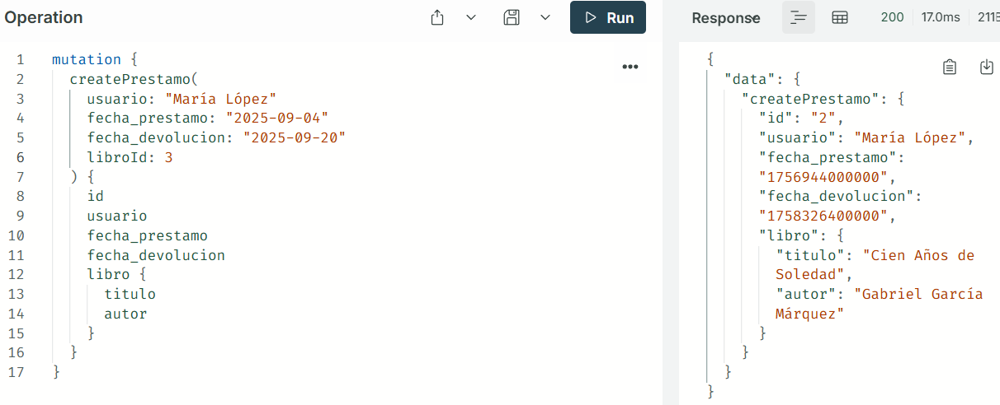 Operation
Run
1 mutation {
2 createPrestamo(
3 usuario: "María López"
4 fecha_prestamo: "2025-09-04"
5 fecha_devolucion: "2025-09-20"
6 libroId: 3
7 ) {
8 id
9 usuario
10 fecha_prestamo
11 fecha_devolucion
12 libro {
13 titulo
14 autor
15 }
16 }
17 }
Response 200 17.0ms 211B
{
"data": {
"createPrestamo": {
"id": "2",
"usuario": "María López",
"fecha_prestamo":
"1756944000000",
"fecha_devolucion":
"1758326400000",
"libro": {
"titulo": "Cien Años de
Soledad",
"autor": "Gabriel García
Márquez"
}
}
}
}